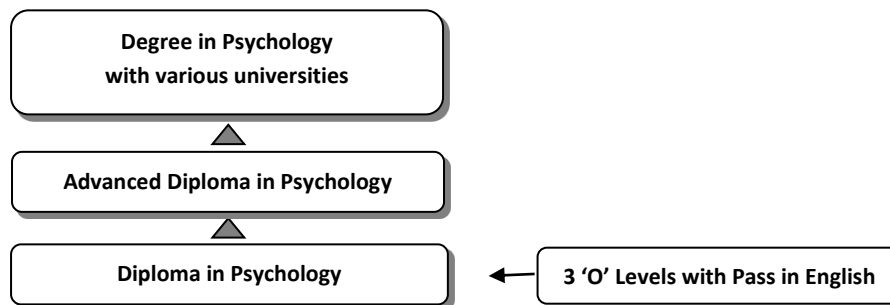 Degree in Psychology
with various universities
Advanced Diploma in Psychology
Diploma in Psychology
3 ‘O’ Levels with Pass in English